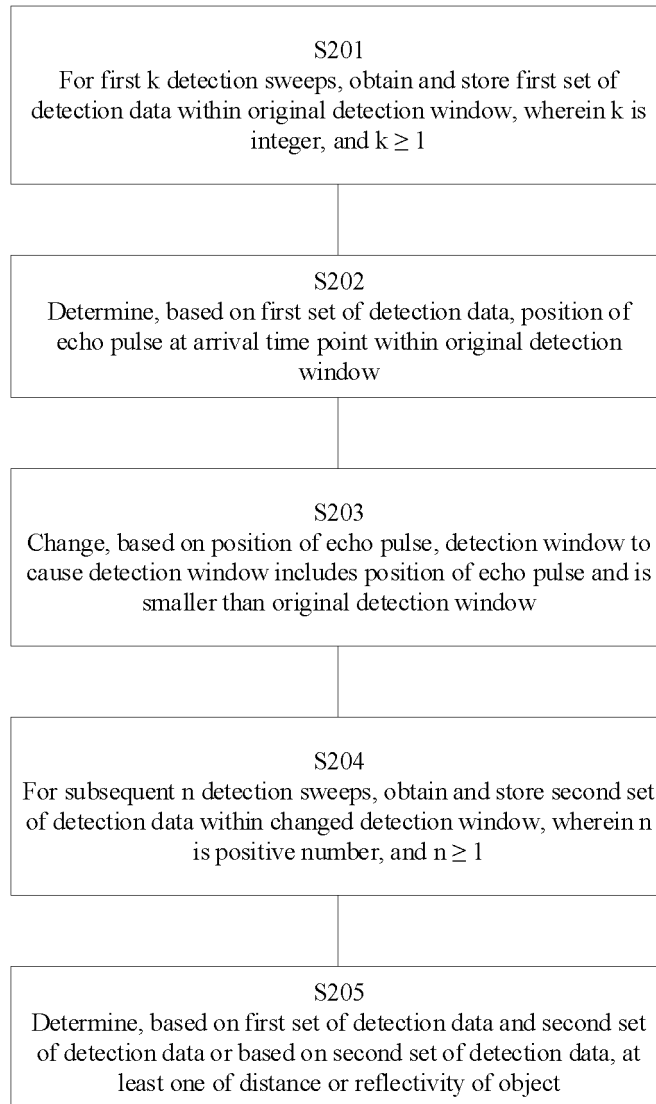 S201
For first k detection sweeps, obtain and store first set of
detection data within original detection window, wherein k is
integer, and k ≥ 1
S202
Determine, based on first set of detection data, position of
echo pulse at arrival time point within original detection
window
S203
Change, based on position of echo pulse, detection window to
cause detection window includes position of echo pulse and is
smaller than original detection window
S204
For subsequent n detection sweeps, obtain and store second set
of detection data within changed detection window, wherein n
is positive number, and n ≥ 1
S205
Determine, based on first set of detection data and second set
of detection data or based on second set of detection data, at
least one of distance or reflectivity of object